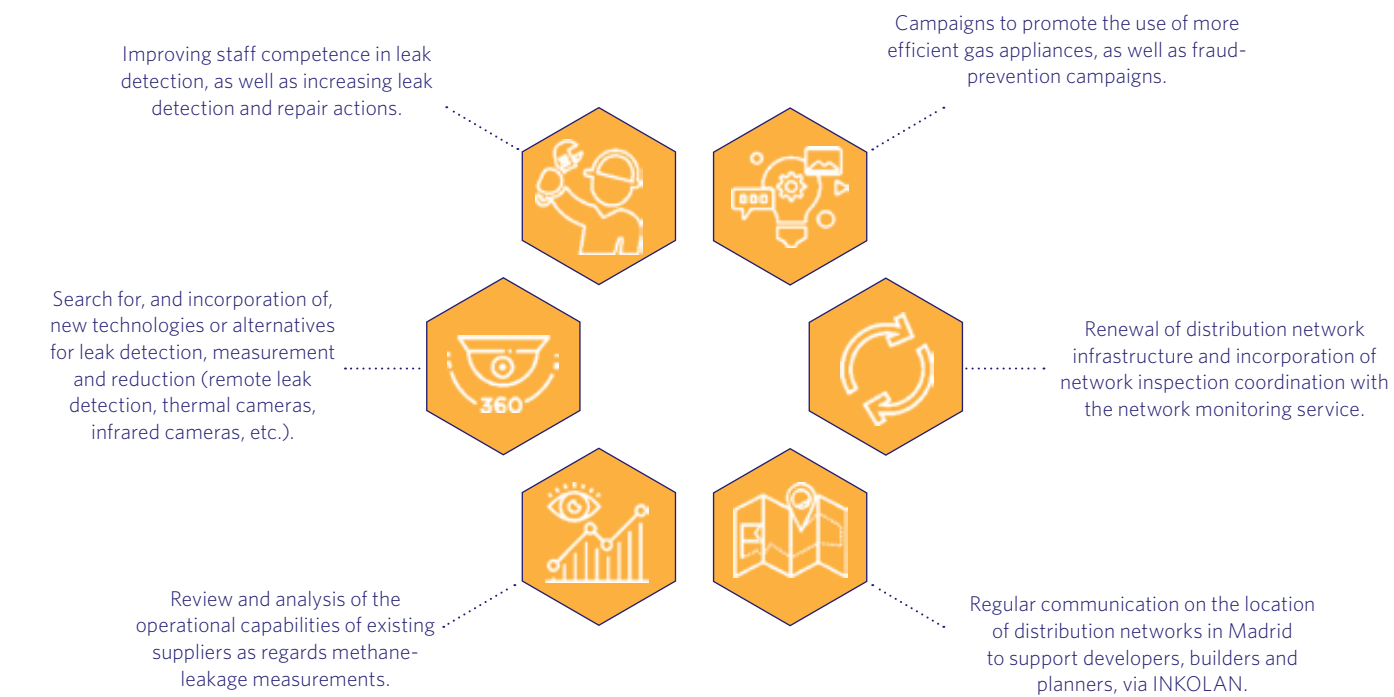 Improving staff competence in leak
detection, as well as increasing leak
detection and repair actions.
Campaigns to promote the use of more
efficient gas appliances, as well as fraud-
prevention campaigns.
Search for, and incorporation of,
new technologies or alternatives
for leak detection, measurement
and reduction (remote leak
detection, thermal cameras,
infrared cameras, etc.).
360
Renewal of distribution network
infrastructure and incorporation of
network inspection coordination with
the network monitoring service.
Review and analysis of the
operational capabilities of existing
suppliers as regards methane-
leakage measurements.
Regular communication on the location
of distribution networks in Madrid
to support developers, builders and
planners, via INKOLAN.